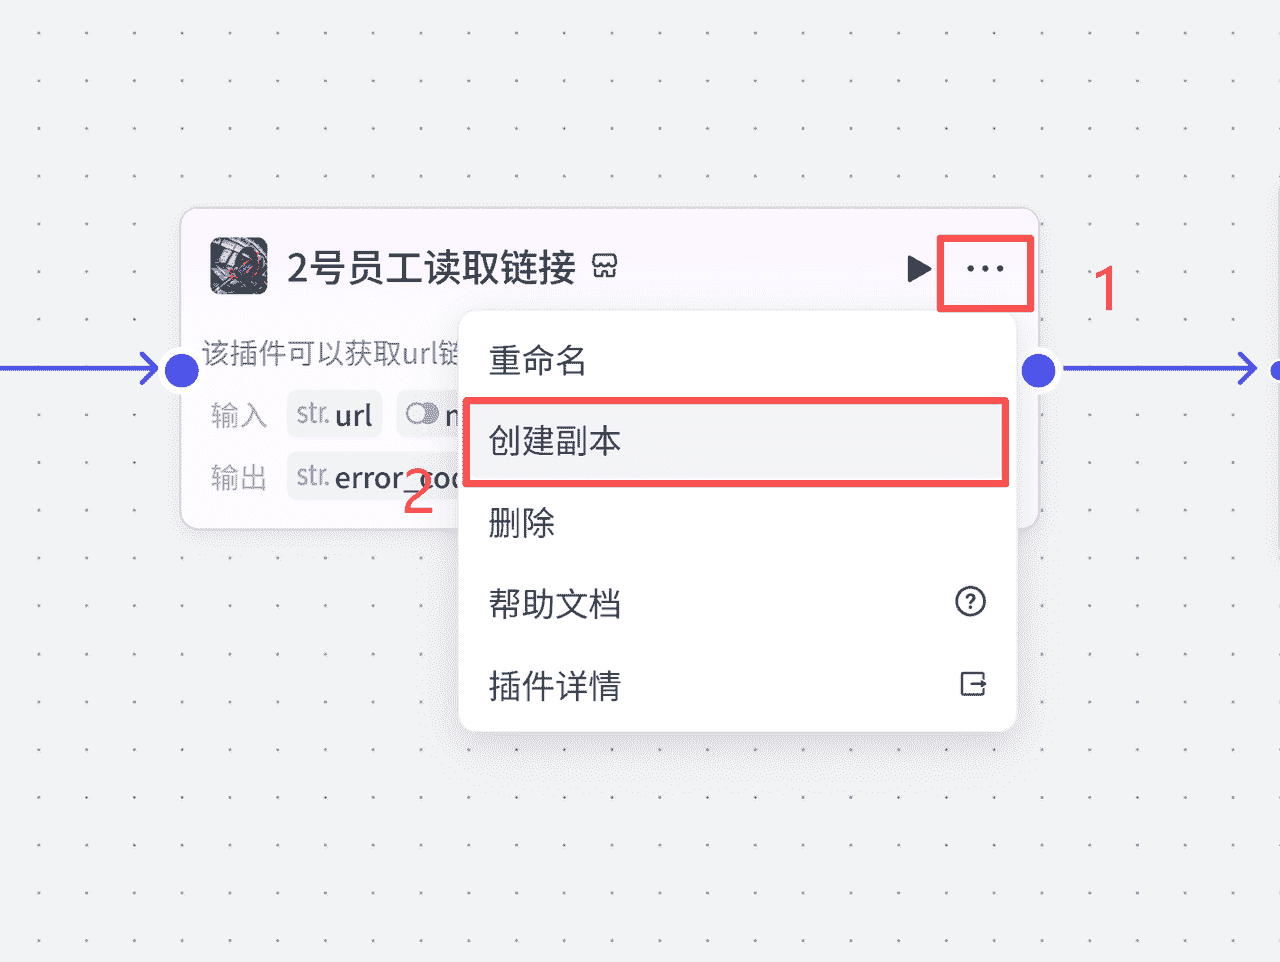 2号员工读取链接
1
该插件可以获取url链
输入 str. url
输出 str. error_co
2
重命名
创建副本
删除
帮助文档
插件详情